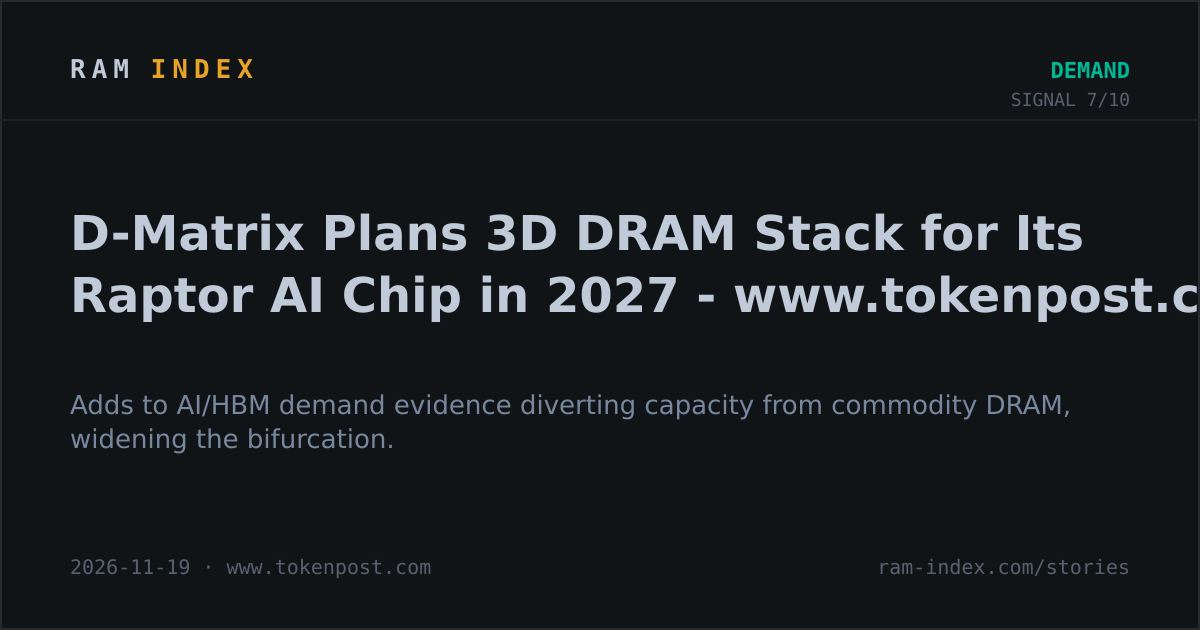 RAM INDEX
DEMAND
SIGNAL 7/10
D-Matrix Plans 3D DRAM Stack for Its
Raptor AI Chip in 2027 - www.tokenpost.c
Adds to AI/HBM demand evidence diverting capacity from commodity DRAM,
widening the bifurcation.
2026-11-19 · www.tokenpost.com
ram-index.com/stories